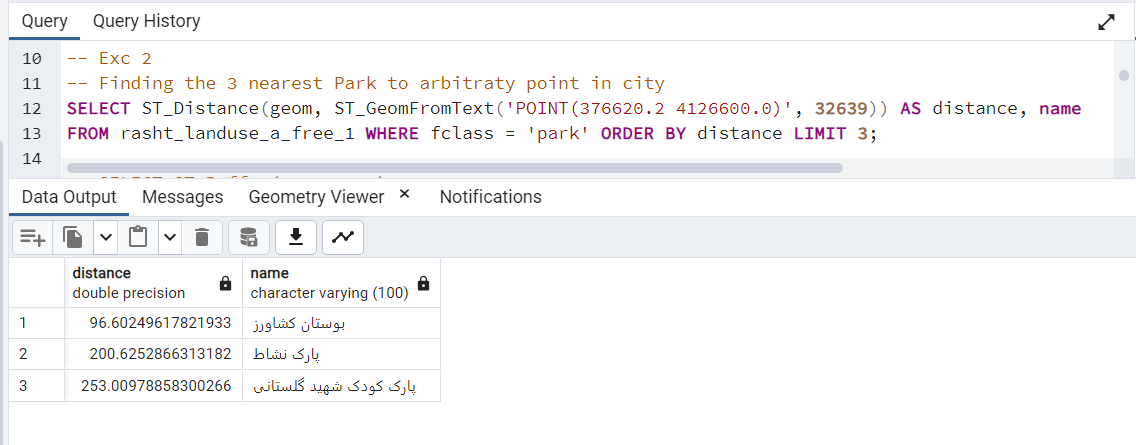 Query Query History
10 -- Exc 2
11 -- Finding the 3 nearest Park to arbitraty point in city
12 SELECT ST_Distance(geom, ST_GeomFromText('POINT(376620.2 4126600.0)', 32639)) AS distance, name
13 FROM rasht_landuse_a_free_1 WHERE fclass = 'park' ORDER BY distance LIMIT 3;
14
Data Output Messages Geometry Viewer × Notifications
distance name
double precision character varying (100)
1 96.60249617821933 بوستان کشاورز
2 200.6252866313182 پارک نشاط
3 253.00978858300266 پارک کودک شهید گلستانی